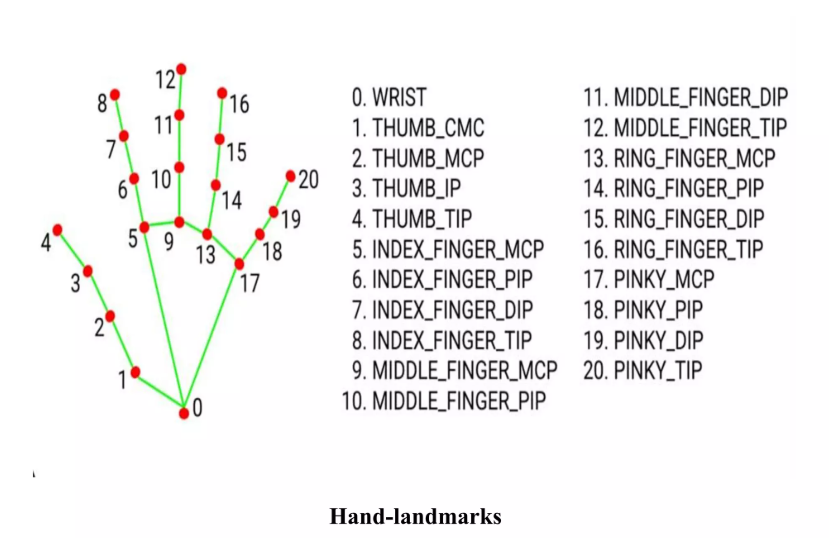 12
8
16
11
7
15
10
6
20
14
19
4
5
9
13
18
3
17
2
1
0
0. WRIST
1. THUMB_CMC
2. THUMB_MCP
3. THUMB_IP
4. THUMB_TIP
5. INDEX_FINGER_MCP
6. INDEX_FINGER_PIP
7. INDEX_FINGER_DIP
8. INDEX_FINGER_TIP
9. MIDDLE_FINGER_MCP
10. MIDDLE_FINGER_PIP
11. MIDDLE_FINGER_DIP
12. MIDDLE_FINGER_TIP
13. RING_FINGER_MCP
14. RING_FINGER_PIP
15. RING_FINGER_DIP
16. RING_FINGER_TIP
17. PINKY_MCP
18. PINKY_PIP
19. PINKY_DIP
20. PINKY_TIP
Hand-landmarks